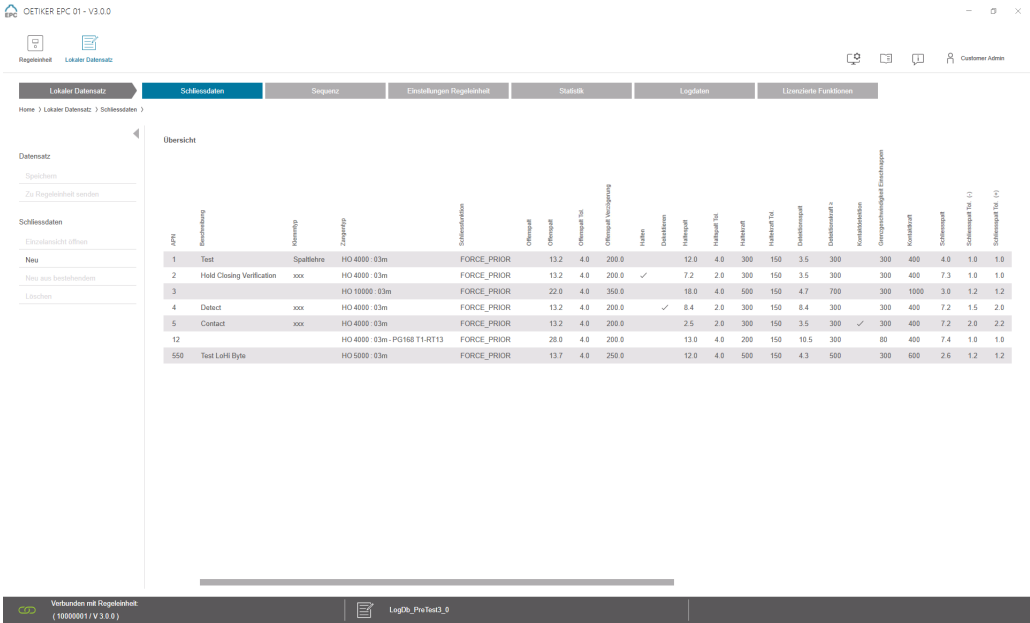 OETIKER EPC 01 - V3.0.0
EPC
Regeleinheit Lokaler Datensatz
Customer Admin
Lokaler Datensatz Schliessdaten Sequenz Einstellungen Regeleinheit Statistik Logdaten Lizenzierte Funktionen
Home > Lokaler Datensatz > Schliessdaten >
Datensatz
Speichern
Zu Regeleinheit senden
Schliessdaten
Einzelansicht öffnen
Neu
Neu aus bestehendem
Löschen
Übersicht
APN Beschreibung Klemmtyp Zangentyp Schliessfunktion Offenspalt Offenspalt Offenspalt Tol. Offenspalt Verzögerung Halten Detektieren Haltespalt Haltspalt Tol. Haltekraft Haltekraft Tol. Detektionsspalt Detektionskraft ≤ Kontaktdetektion Grenzgeschwindigkeit Einschnappen Kontaktkraft Schliessspalt Schliessspalt Tol. (-) Schliessspalt Tol. (+)
1 Test Spaltlehre HO 4000 : 03m FORCE_PRIOR 13.2 4.0 200.0 12.0 4.0 300 150 3.5 300 300 400 4.0 1.0 1.0
2 Hold Closing Verification xxx HO 4000 : 03m FORCE_PRIOR 13.2 4.0 200.0 ✓ 7.2 2.0 300 150 3.5 300 300 400 7.3 1.0 1.0
3 HO 10000 : 03m FORCE_PRIOR 22.0 4.0 350.0 18.0 4.0 500 150 4.7 700 300 1000 3.0 1.2 1.2
4 Detect xxx HO 4000 : 03m FORCE_PRIOR 13.2 4.0 200.0 ✓ 8.4 2.0 300 150 8.4 300 300 400 7.2 1.5 2.0
5 Contact xxx HO 4000 : 03m FORCE_PRIOR 13.2 4.0 200.0 2.5 2.0 300 150 3.5 300 ✓ 300 400 7.2 2.0 2.2
12 HO 4000 : 03m - PG168 T1-RT13 FORCE_PRIOR 28.0 4.0 200.0 13.0 4.0 200 150 10.5 300 80 400 7.4 1.0 1.0
550 Test LoHi Byte HO 5000 : 03m FORCE_PRIOR 13.7 4.0 250.0 12.0 4.0 500 150 4.3 500 300 600 2.6 1.2 1.2
Verbunden mit Regeleinheit:
( 10000001 / V 3.0.0 )
LogDb_PreTest3_0